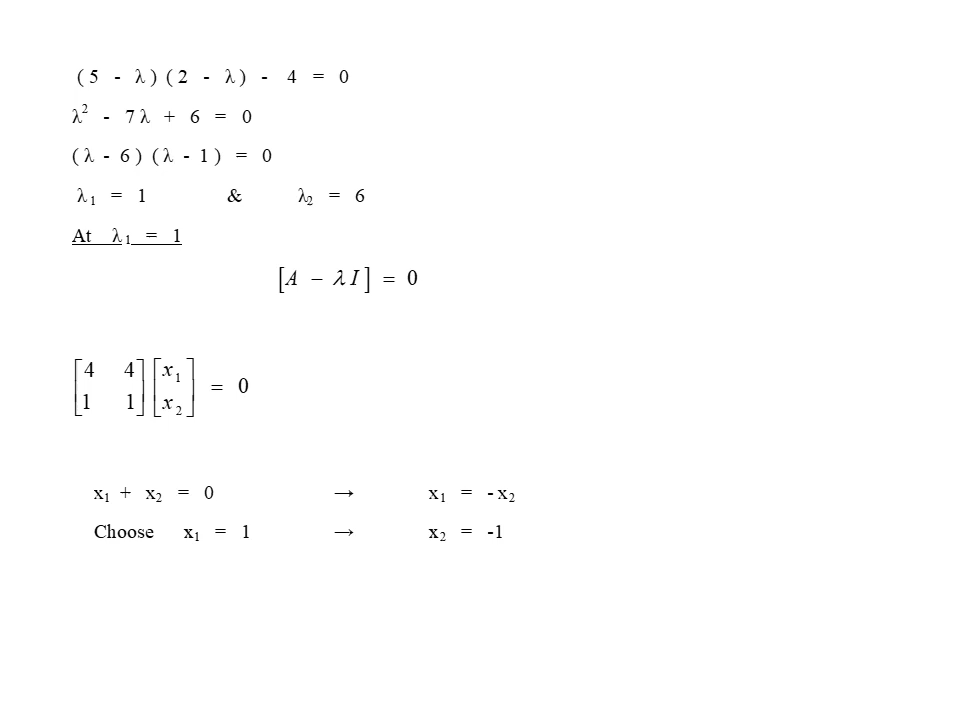 ( 5 - λ ) ( 2 - λ ) - 4 = 0
λ² - 7 λ + 6 = 0
( λ - 6 ) ( λ - 1 ) = 0
λ₁ = 1 & λ₂ = 6
At λ₁ = 1
[A − λ I] = 0
[4 4; 1 1] [x₁; x₂] = 0
x₁ + x₂ = 0 → x₁ = - x₂
Choose x₁ = 1 → x₂ = -1